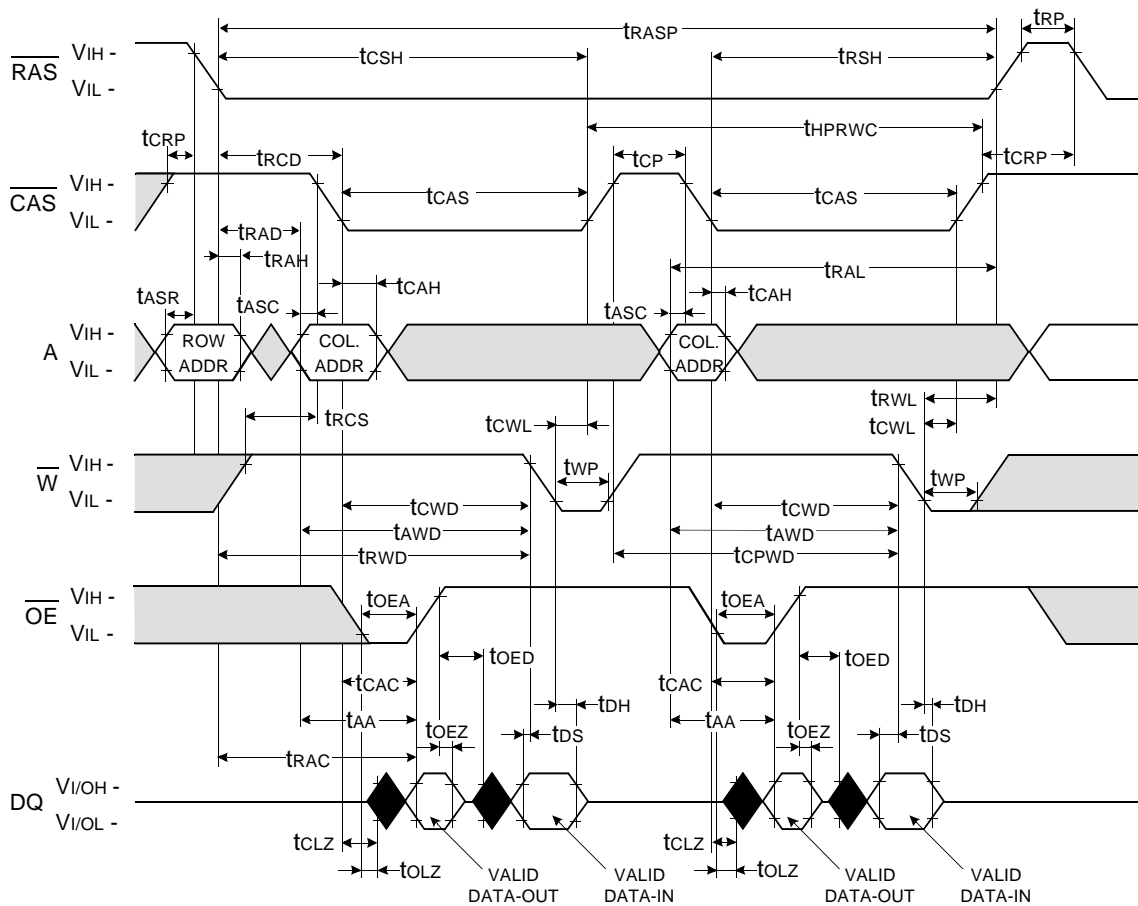 tRASP
tRP
tCSH
tRSH
RAS
VIH -
VIL -
tHPRWC
tCRP
tRCD
tCP
tCRP
CAS
VIH -
VIL -
tCAS
tCAS
tRAD
tRAH
tRAL
tASR
tASC
tCAH
tASC
tCAH
A
VIH -
VIL -
ROW
ADDR
COL.
ADDR
COL.
ADDR
tRCS
tCWL
tRWL
tCWL
W
VIH -
VIL -
tWP
tWP
tCWD
tCWD
tAWD
tAWD
tRWD
tCPWD
OE
VIH -
VIL -
tOEA
tOEA
tOED
tOED
tCAC
tCAC
tDH
tDH
tAA
tAA
tOEZ
tDS
tOEZ
tDS
tRAC
DQ
VI/OH -
VI/OL -
tCLZ
tCLZ
tOLZ
tOLZ
VALID
DATA-OUT
VALID
DATA-IN
VALID
DATA-OUT
VALID
DATA-IN